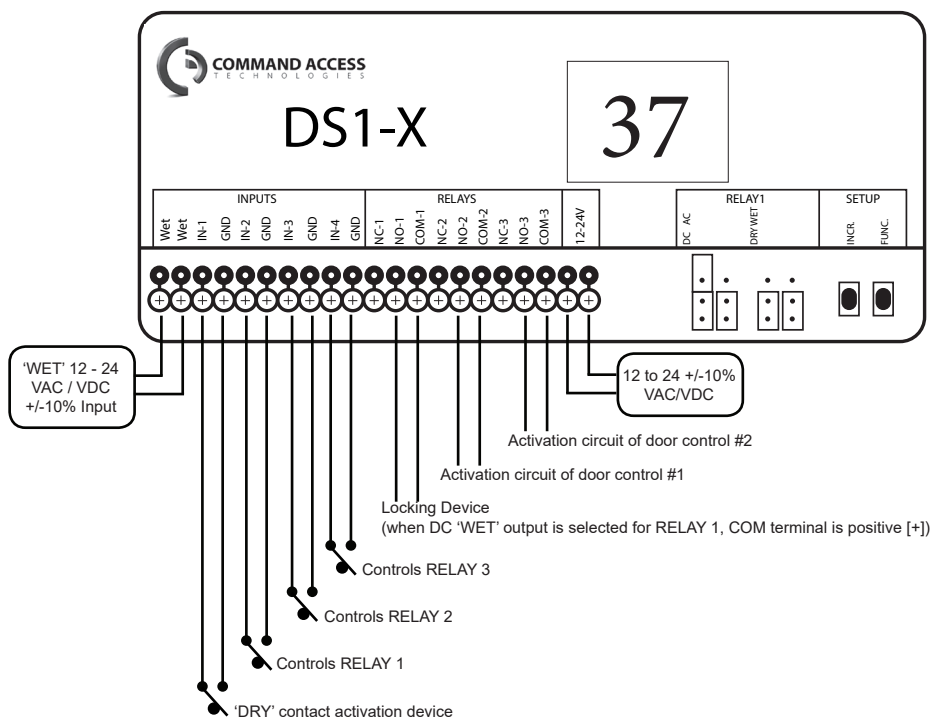 COMMAND ACCESS
TECHNOLOGIES
DS1-X
37
INPUTS
RELAYS
RELAY1
SETUP
Wet
Wet
IN-1
GND
IN-2
GND
IN-3
GND
IN-4
GND
NC-1
NO-1
COM-1
NC-2
NO-2
COM-2
NC-3
NO-3
COM-3
12-24V
DC AC
DRY WET
INCR.
FUNC.
'WET' 12 - 24
VAC / VDC
+/-10% Input
12 to 24 +/-10%
VAC/VDC
Activation circuit of door control #2
Activation circuit of door control #1
Locking Device
(when DC 'WET' output is selected for RELAY 1, COM terminal is positive [+])
Controls RELAY 3
Controls RELAY 2
Controls RELAY 1
'DRY' contact activation device